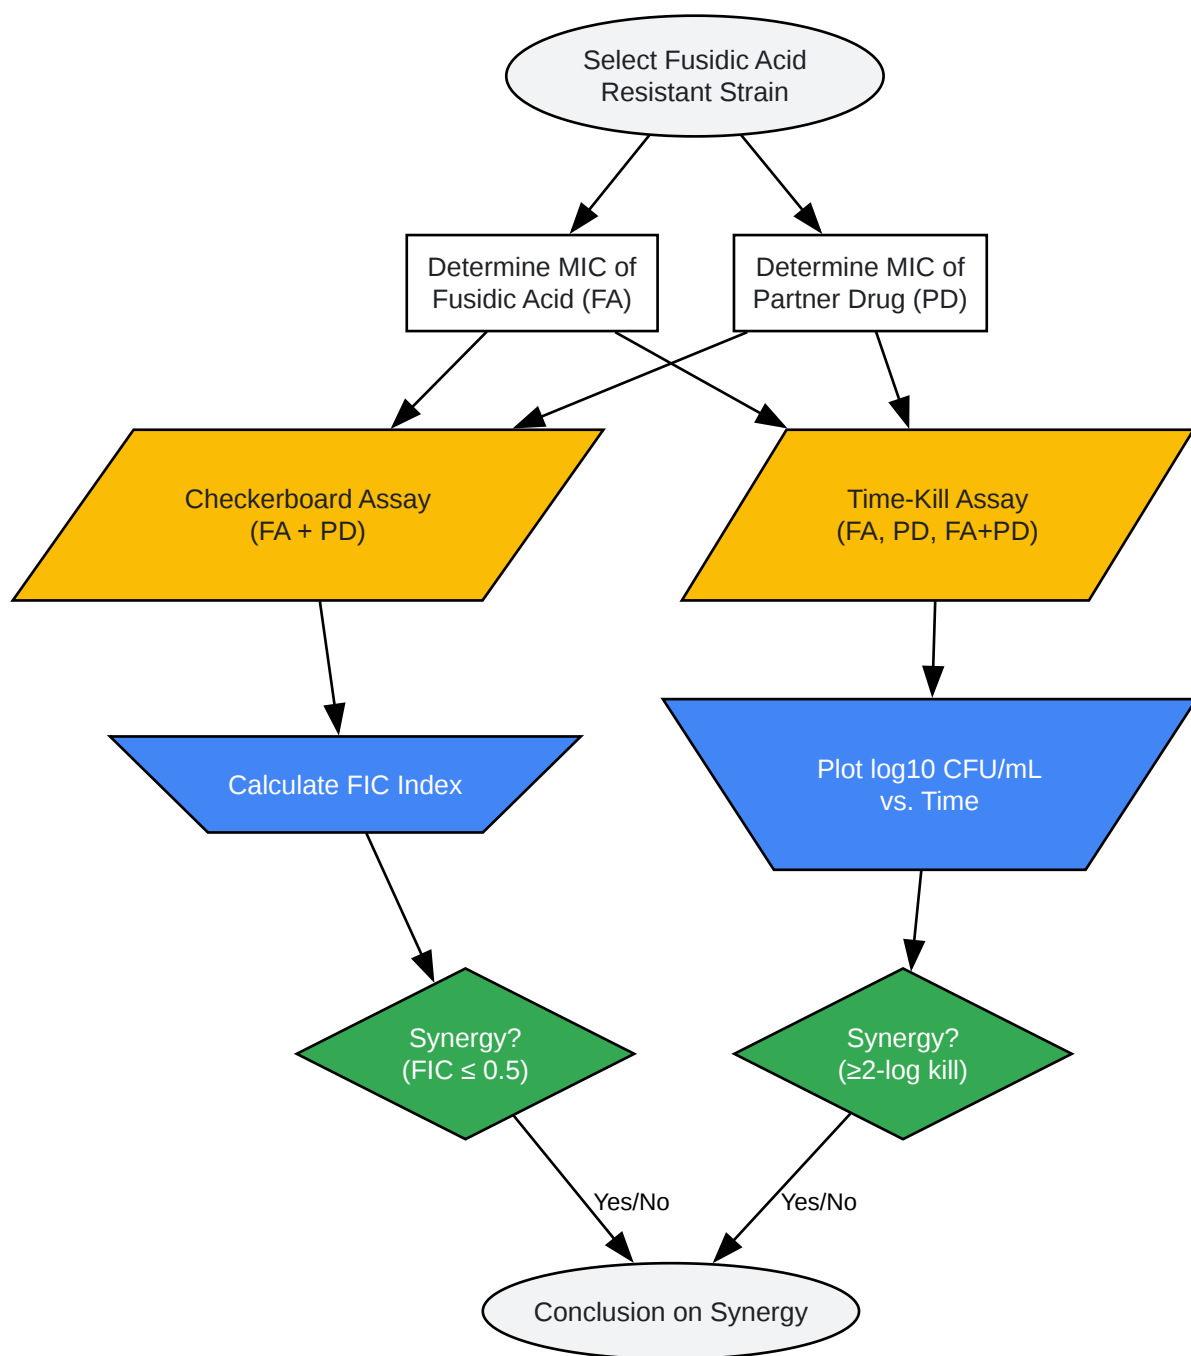 Select Fusidic Acid
Resistant Strain
Determine MIC of
Fusidic Acid (FA)
Determine MIC of
Partner Drug (PD)
Checkerboard Assay
(FA + PD)
Time-Kill Assay
(FA, PD, FA+PD)
Calculate FIC Index
Plot log10 CFU/mL
vs. Time
Synergy?
(FIC ≤ 0.5)
Synergy?
(≥2-log kill)
Yes/No
Yes/No
Conclusion on Synergy